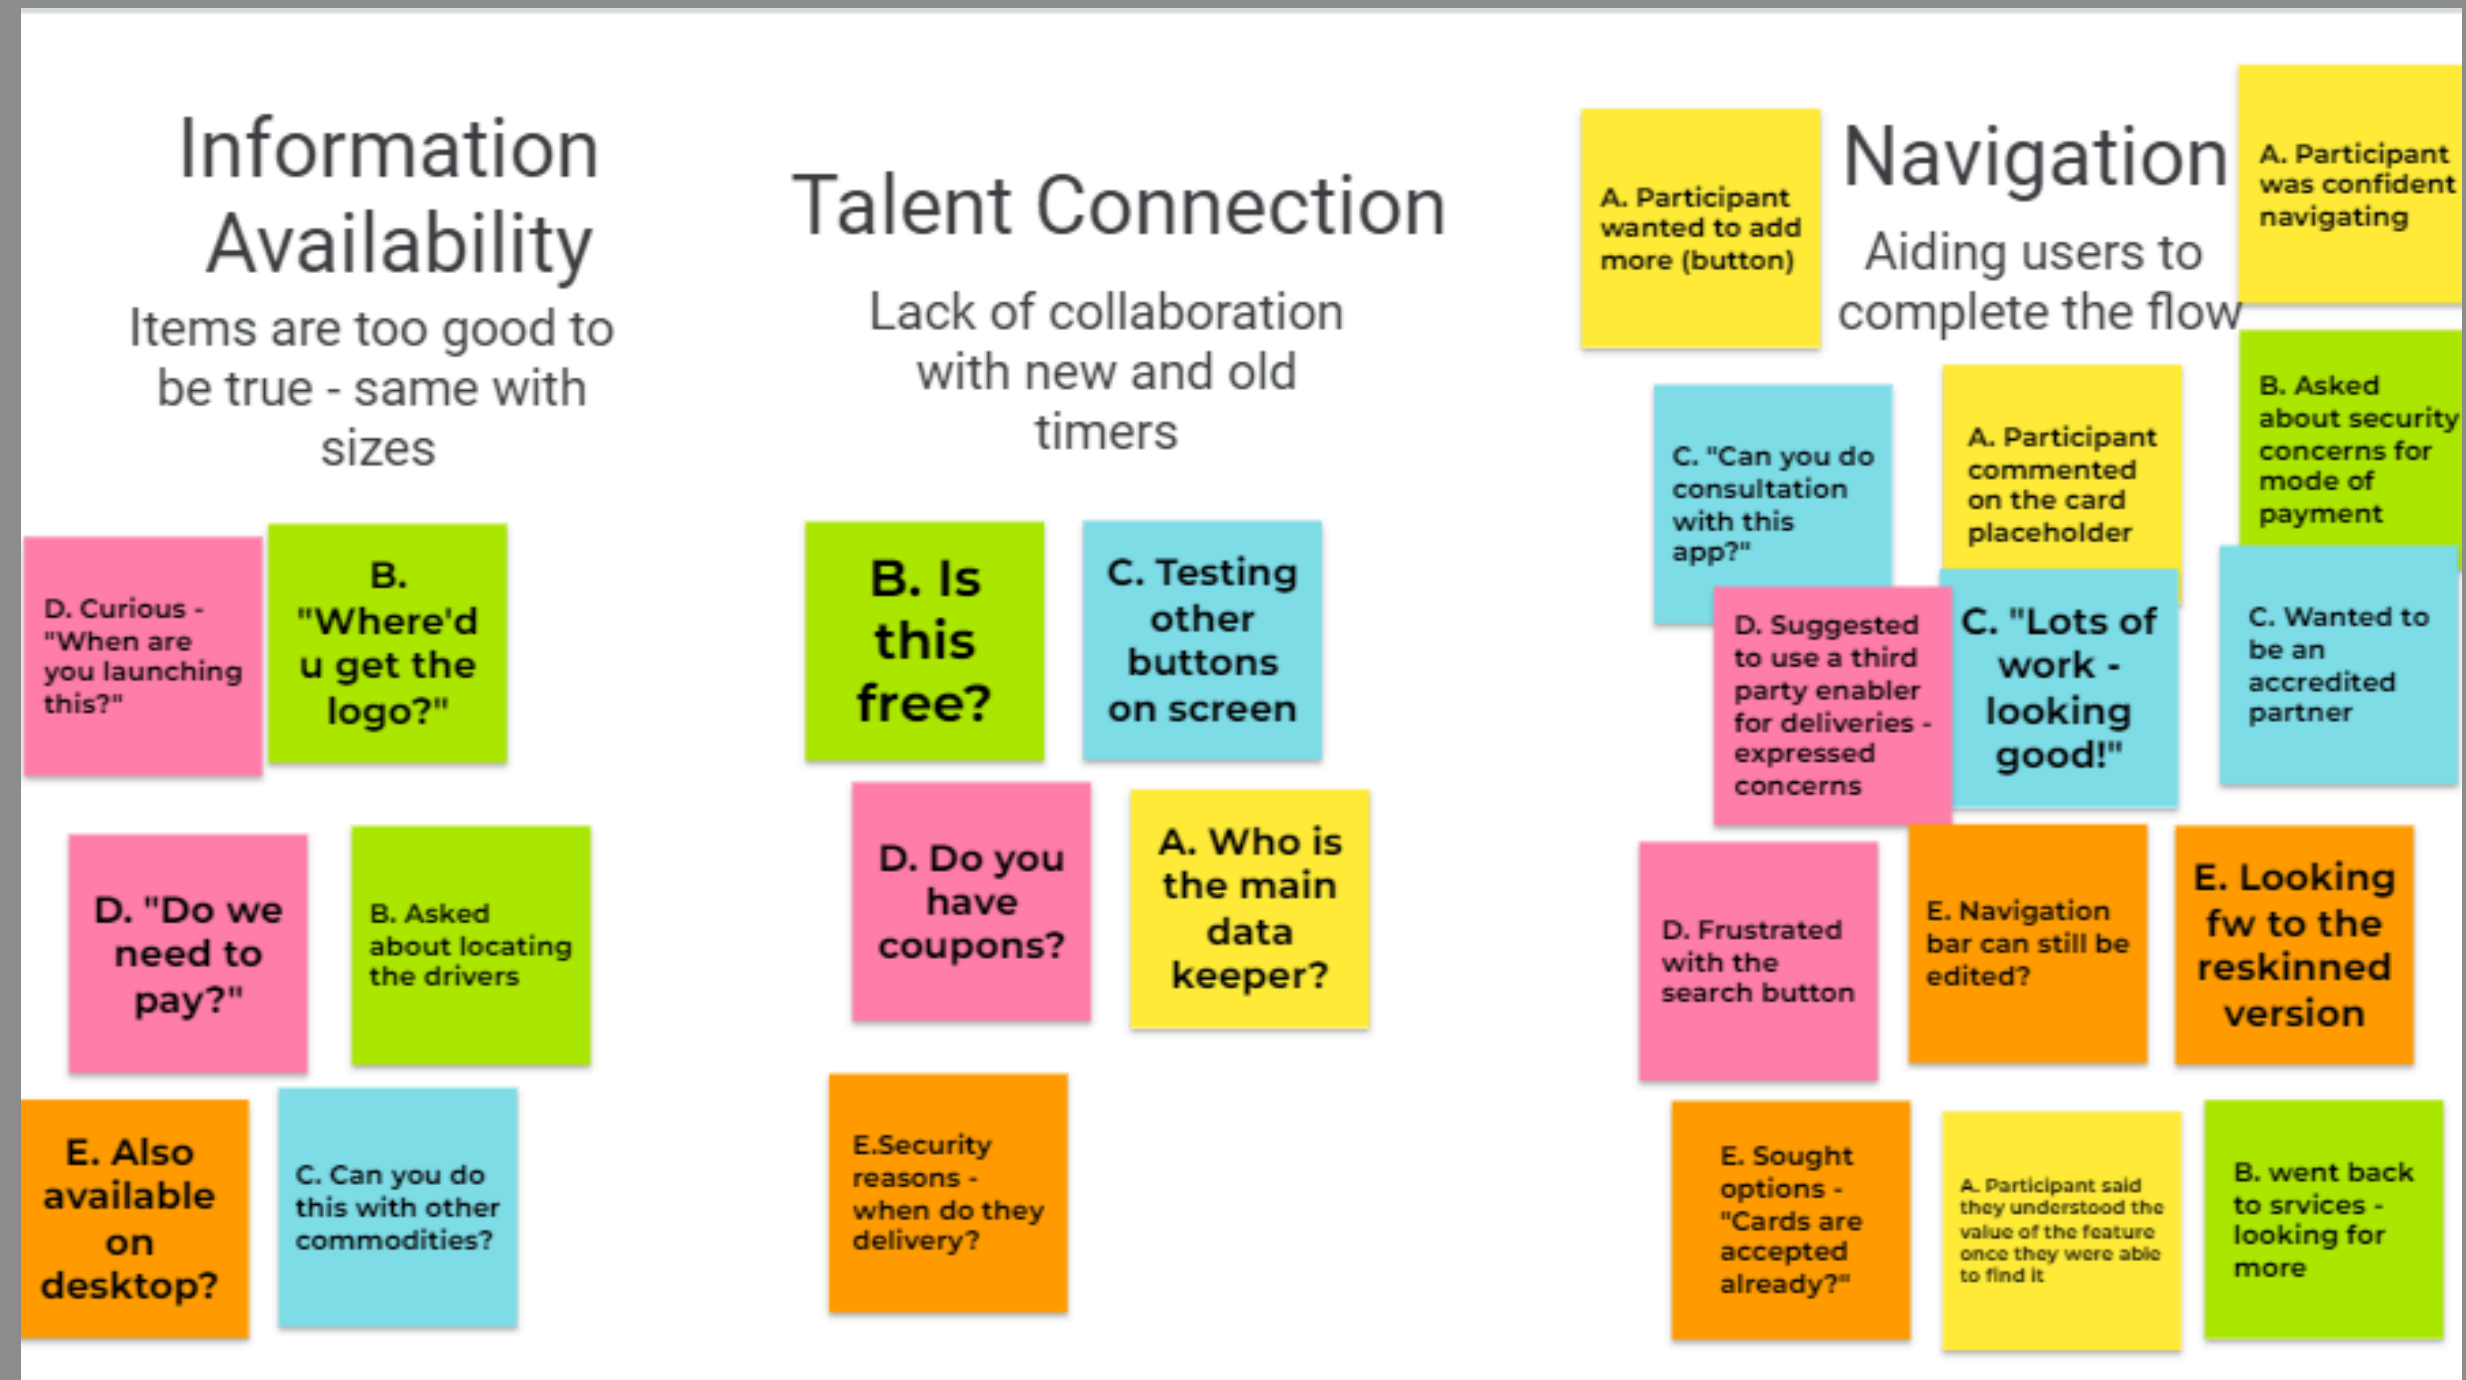 Information
Availability
Items are too good to
be true - same with
sizes
D. Curious -
"When are
you launching
this?"
B.
"Where'd
u get the
logo?"
D. "Do we
need to
pay?"
B. Asked
about locating
the drivers
E. Also
available
on
desktop?
C. Can you do
this with other
commodities?
Talent Connection
Lack of collaboration
with new and old
timers
B. Is
this
free?
C. Testing
other
buttons
on screen
D. Do you
have
coupons?
A. Who is
the main
data
keeper?
E.Security
reasons -
when do they
delivery?
Navigation
Aiding users to
complete the flow
A. Participant
wanted to add
more (button)
A. Participant
was confident
navigating
C. "Can you do
consultation
with this
app?"
A. Participant
commented
on the card
placeholder
B. Asked
about security
concerns for
mode of
payment
D. Suggested
to use a third
party enabler
for deliveries -
expressed
concerns
C. "Lots of
work -
looking
good!"
C. Wanted to
be an
accredited
partner
D. Frustrated
with the
search button
E. Navigation
bar can still be
edited?
E. Looking
fw to the
reskinned
version
E. Sought
options -
"Cards are
accepted
already?"
A. Participant said
they understood the
value of the feature
once they were able
to find it
B. went back
to srvices -
looking for
more